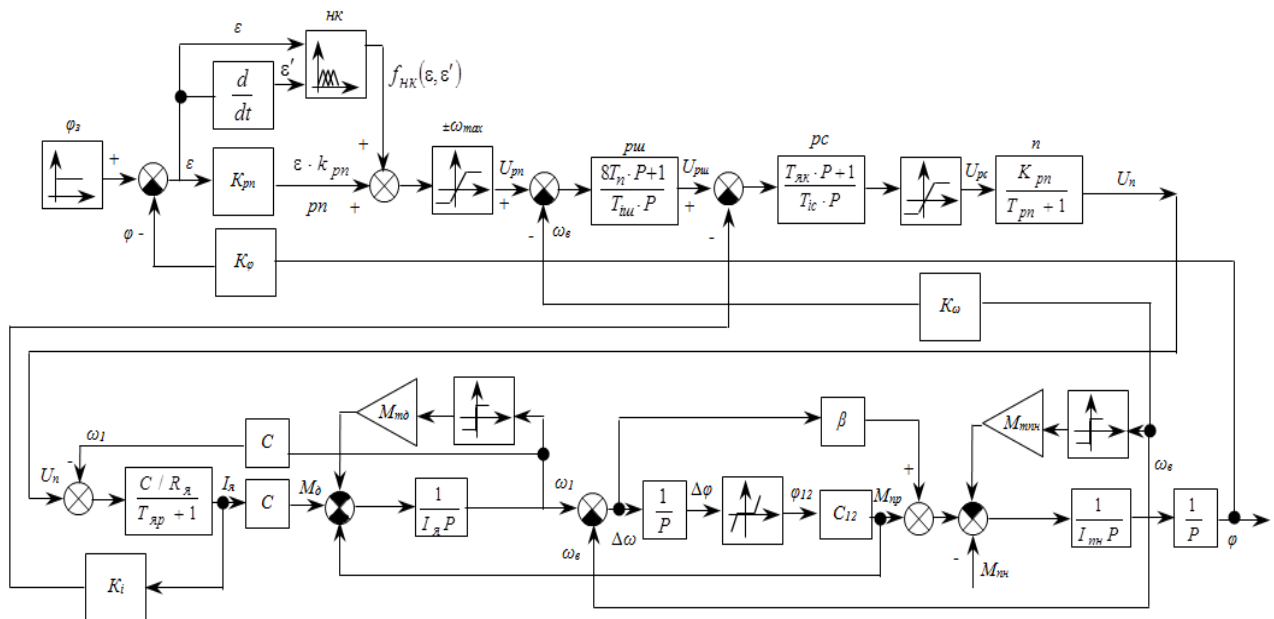 нк
ε
ε′
d
dt
f_НК(ε, ε′)
φ_з
+
ε
K_рп
ε · k_рп
рп
+
+
±ω_max
U_рп
+
-
ω_в
рш
8T_п · P+1
T_iш · P
U_рш
+
-
рс
T_як · P + 1
T_ic · P
U_рс
п
K_рп
T_рп + 1
U_п
φ -
K_φ
K_ω
M_тд
M_тпн
β
ω_1
C
+
ω_в
U_п
-
C / R_я
T_яр + 1
I_я
C
M_д
1
I_я P
ω_1
ω_в
Δω
1
P
Δφ
φ_12
C_12
M_пр
-
M_пн
1
I_пн P
1
P
φ
K_i